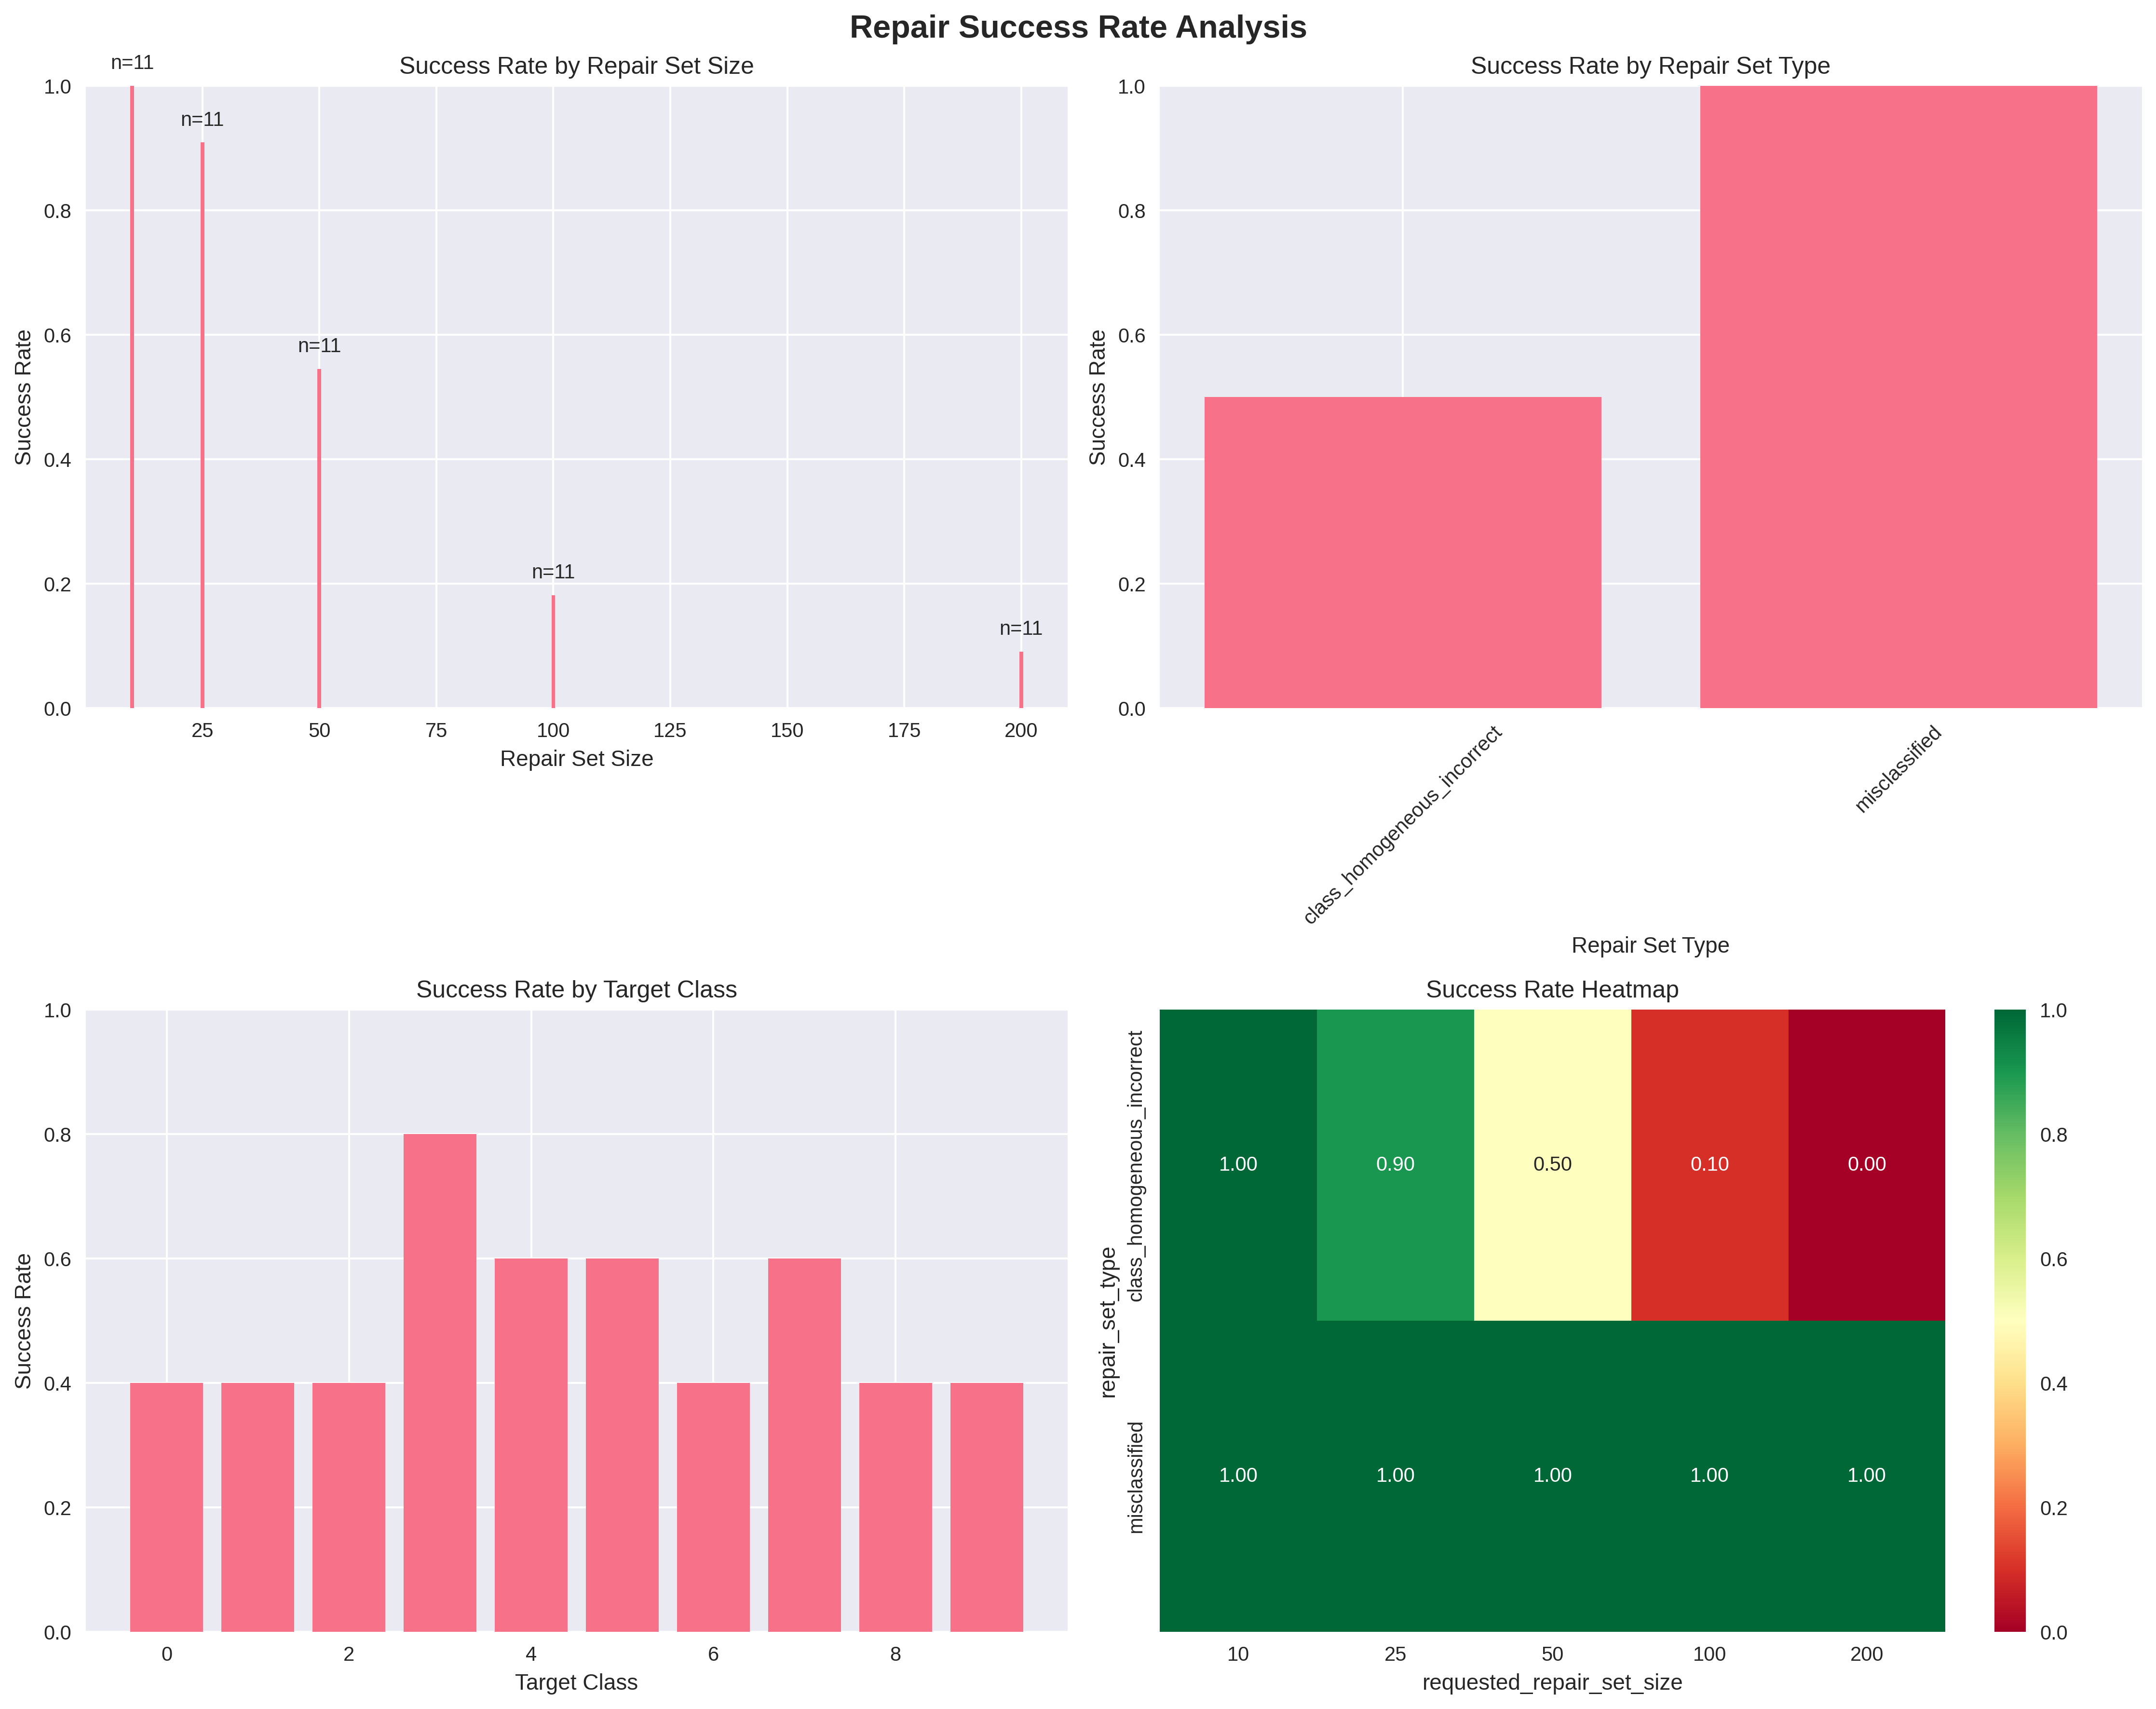 Repair Success Rate Analysis
Success Rate by Repair Set Size
n=11
n=11
n=11
n=11
n=11
1.0
0.8
0.6
0.4
0.2
0.0
Success Rate
25 50 75 100 125 150 175 200
Repair Set Size
Success Rate by Repair Set Type
1.0
0.8
0.6
0.4
0.2
0.0
Success Rate
class_homogeneous_incorrect
misclassified
Repair Set Type
Success Rate by Target Class
1.0
0.8
0.6
0.4
0.2
0.0
Success Rate
0 2 4 6 8
Target Class
Success Rate Heatmap
repair_set_type
class_homogeneous_incorrect
misclassified
1.00 0.90 0.50 0.10 0.00
1.00 1.00 1.00 1.00 1.00
10 25 50 100 200
requested_repair_set_size
1.0
0.8
0.6
0.4
0.2
0.0